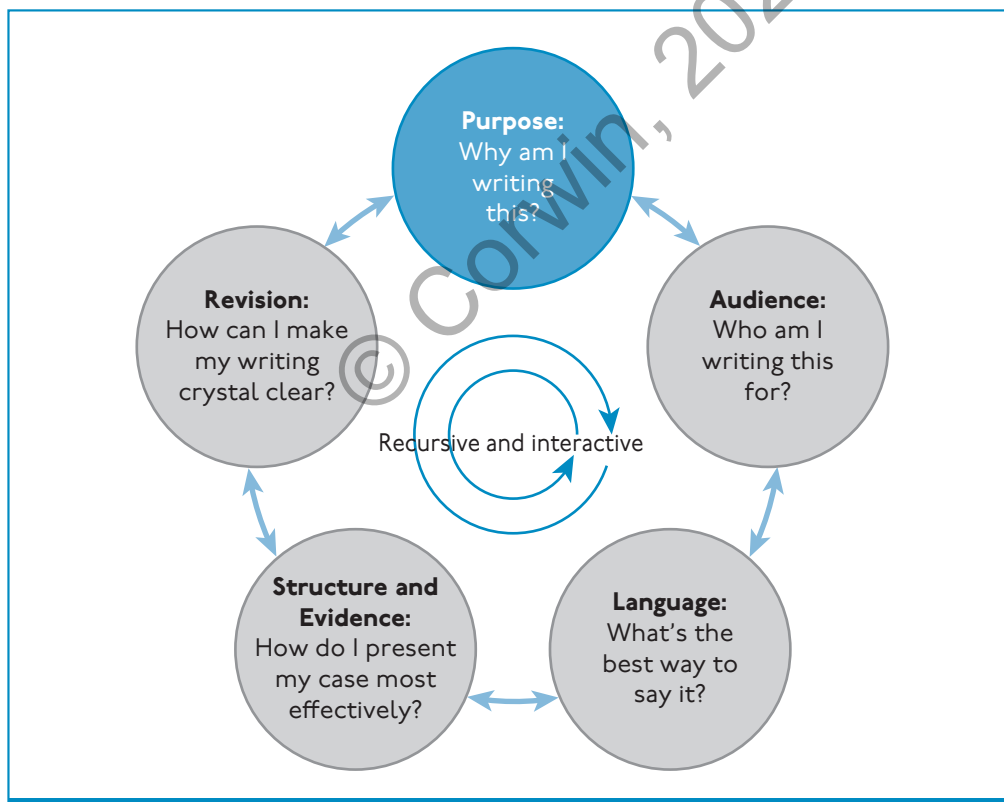 Purpose:
Why am I
writing
this?
Audience:
Who am I
writing this
for?
Language:
What's the
best way to
say it?
Structure and
Evidence:
How do I present
my case most
effectively?
Revision:
How can I make
my writing
crystal clear?
Recursive and interactive
© Corwin,